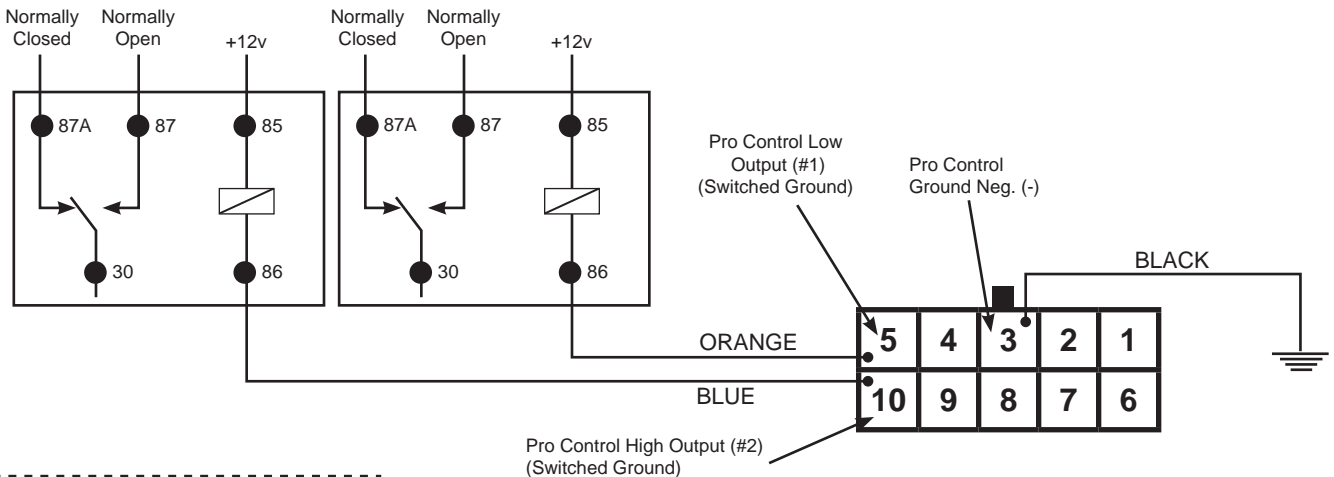 Normally
Closed
Normally
Open
+12v
Normally
Closed
Normally
Open
+12v
87A
87
85
87A
87
85
30
86
30
86
Pro Control Low
Output (#1)
(Switched Ground)
Pro Control
Ground Neg. (-)
BLACK
ORANGE
BLUE
5 4 3 2 1
10 9 8 7 6
Pro Control High Output (#2)
(Switched Ground)